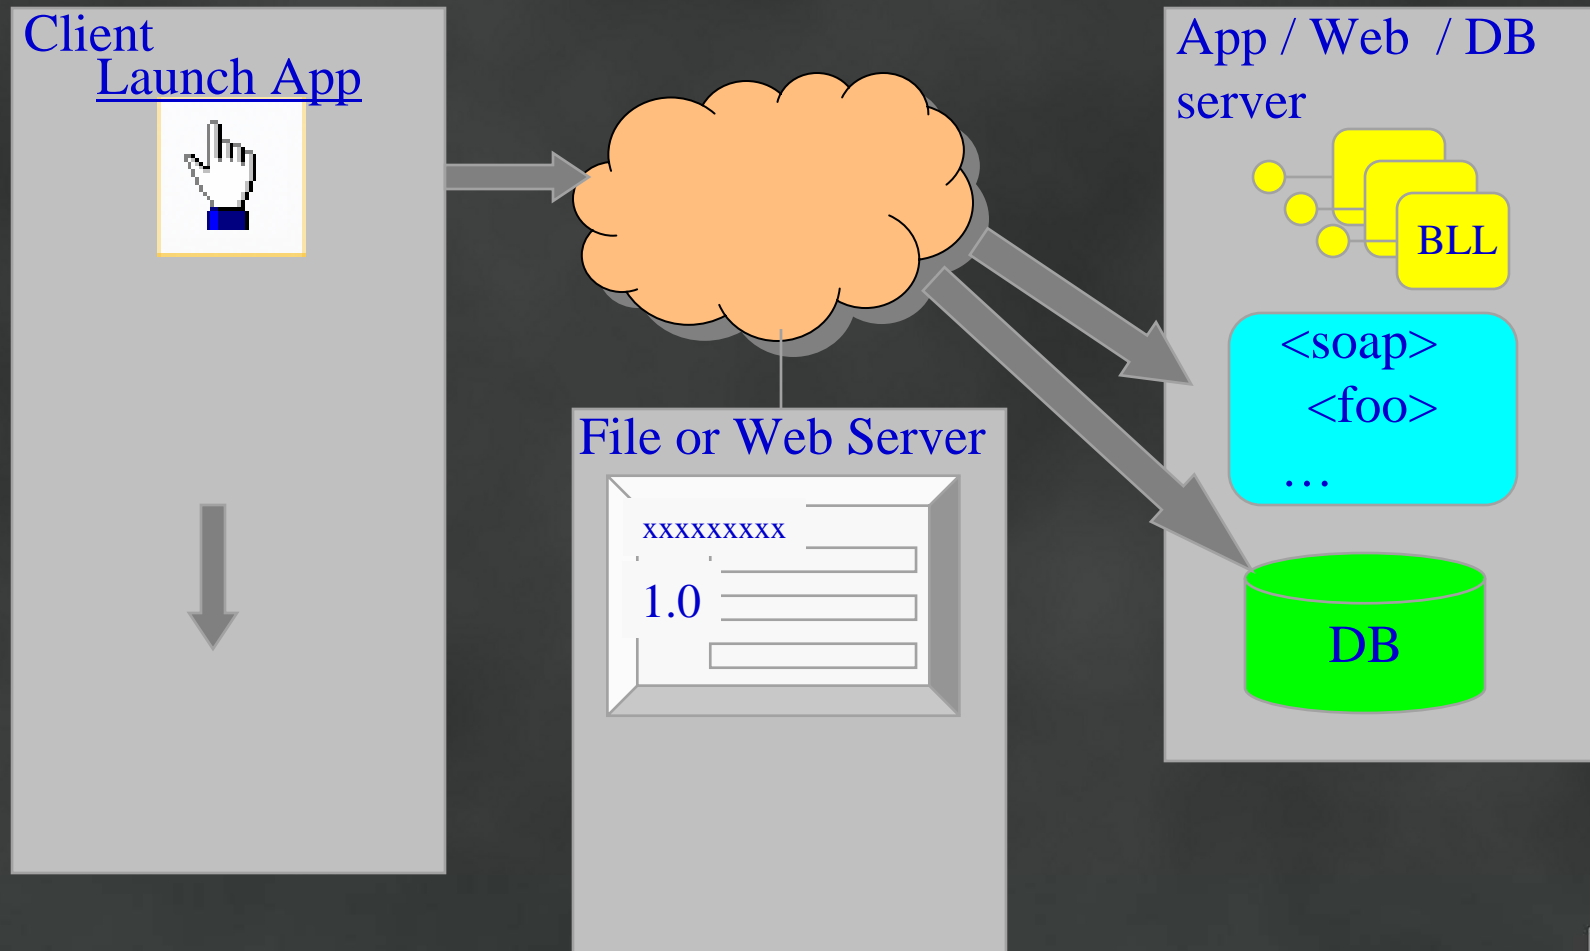 Client
Launch App
App / Web / DB
server
BLL
<soap>
<foo>
…
DB
File or Web Server
xxxxxxxxx
1.0